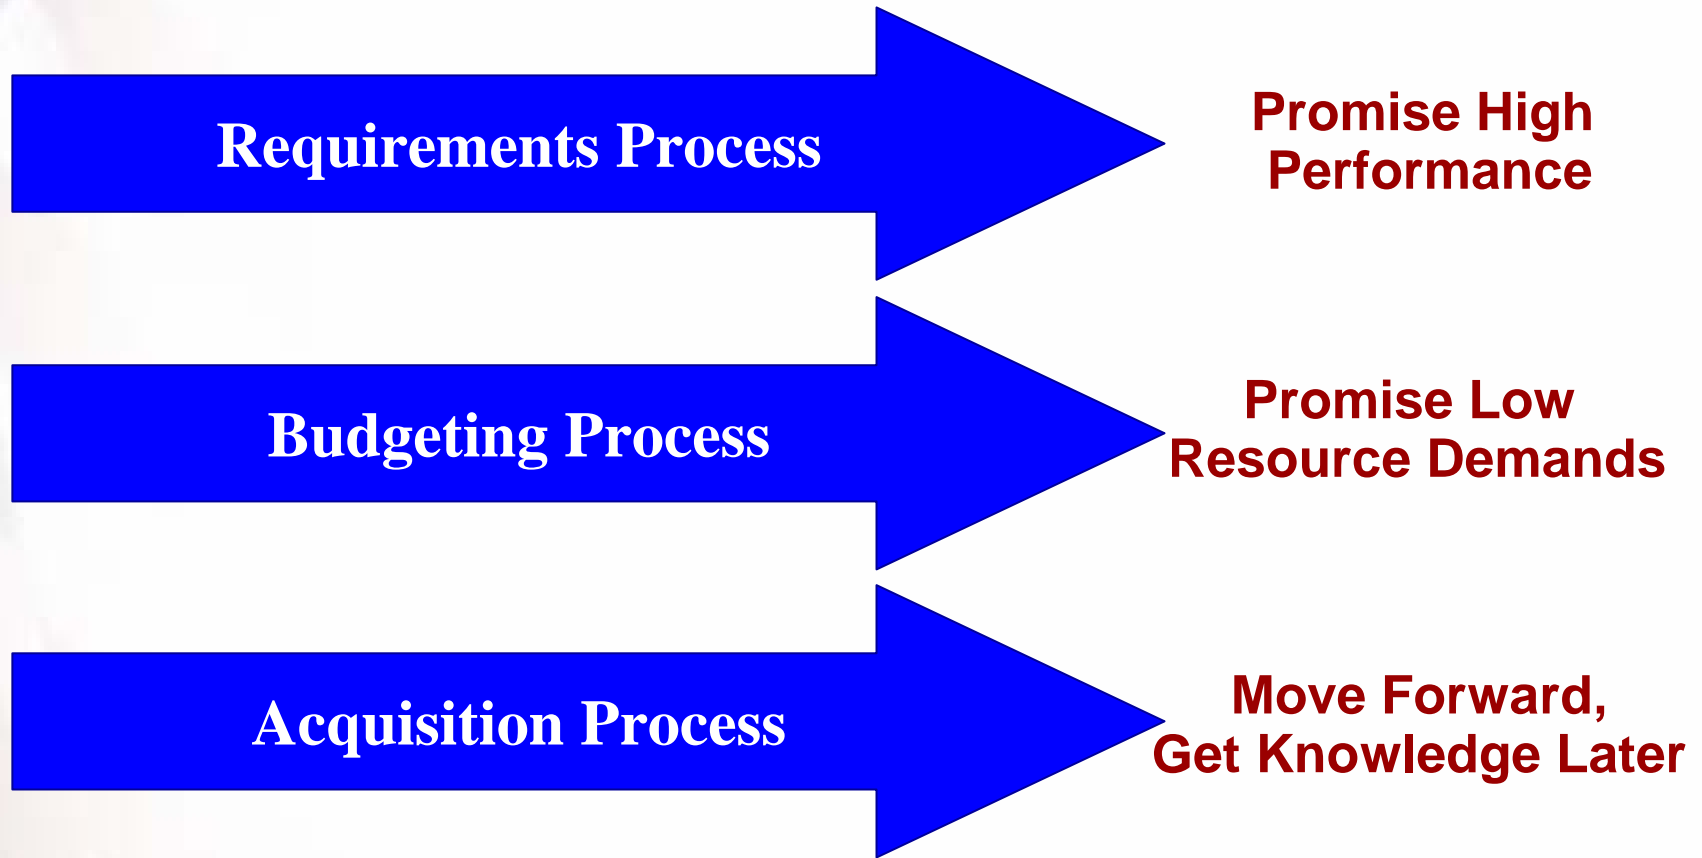 Requirements Process
Promise High
Performance
Budgeting Process
Promise Low
Resource Demands
Acquisition Process
Move Forward,
Get Knowledge Later